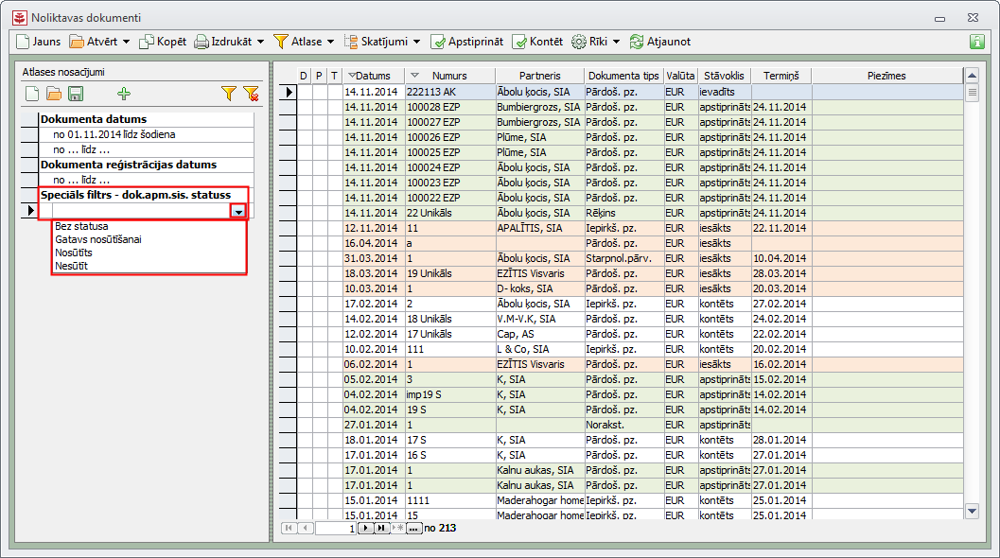 Noliktavas dokumenti
Jauns Atvērt Kopēt Izdrukāt Atlase Skatījumi Apstiprināt Kontēt Rīki Atjaunot
Atlases nosacījumi
Dokumenta datums
no 01.11.2014 līdz šodiena
no ... līdz ...
Dokumenta reģistrācijas datums
no ... līdz ...
Speciāls filtrs - dok.apm.sis. statuss
Bez statusa
Gatavs nosūtīšanai
Nosūtīts
Nesūtīt
D P T Datums Numurs Partneris Dokumenta tips Valūta Stāvoklis Termiņš Piezīmes
14.11.2014 222113 AK Ābolu ķocis, SIA Pārdoš. pz. EUR ievadīts
14.11.2014 100028 EZP Bumbiergrozs, SIA Pārdoš. pz. EUR apstiprināts 24.11.2014
14.11.2014 100027 EZP Bumbiergrozs, SIA Pārdoš. pz. EUR apstiprināts 24.11.2014
14.11.2014 100026 EZP Plūme, SIA Pārdoš. pz. EUR apstiprināts 24.11.2014
14.11.2014 100025 EZP Plūme, SIA Pārdoš. pz. EUR apstiprināts 24.11.2014
14.11.2014 100024 EZP Ābolu ķocis, SIA Pārdoš. pz. EUR apstiprināts 24.11.2014
14.11.2014 100023 EZP Ābolu ķocis, SIA Pārdoš. pz. EUR apstiprināts 24.11.2014
14.11.2014 100022 EZP Ābolu ķocis, SIA Pārdoš. pz. EUR apstiprināts 24.11.2014
14.11.2014 22 Unikāls Ābolu ķocis, SIA Rēķins EUR apstiprināts 24.11.2014
12.11.2014 11 APALĪTIS, SIA Iepirkš. pz. EUR iesākts 22.11.2014
16.04.2014 a EUR iesākts
31.03.2014 1 Ābolu ķocis, SIA Starpnol.pārv. EUR iesākts 10.04.2014
18.03.2014 19 Unikāls EZĪTIS Visvaris Pārdoš. pz. EUR iesākts 28.03.2014
10.03.2014 1 D- koks, SIA Pārdoš. pz. EUR iesākts 20.03.2014
17.02.2014 2 Ābolu ķocis, SIA Iepirkš. pz. EUR kontēts 27.02.2014
14.02.2014 18 Unikāls V.M-V.K, SIA Pārdoš. pz. EUR kontēts 24.02.2014
12.02.2014 17 Unikāls Cap, AS Pārdoš. pz. EUR kontēts 22.02.2014
10.02.2014 111 L & Co, SIA Iepirkš. pz. EUR kontēts 20.02.2014
06.02.2014 1 EZĪTIS Visvaris Pārdoš. pz. EUR iesākts 16.02.2014
05.02.2014 3 K, SIA Pārdoš. pz. EUR apstiprināts 15.02.2014
04.02.2014 imp19 S K, SIA Pārdoš. pz. EUR apstiprināts 14.02.2014
04.02.2014 19 S K, SIA Pārdoš. pz. EUR apstiprināts 14.02.2014
27.01.2014 1 Norakst. EUR apstiprināts
18.01.2014 17 S K, SIA Pārdoš. pz. EUR kontēts 28.01.2014
17.01.2014 16 S K, SIA Pārdoš. pz. EUR kontēts 27.01.2014
17.01.2014 1 Kalnu aukas, SIA Pārdoš. pz. EUR apstiprināts 27.01.2014
17.01.2014 1 Kalnu aukas, SIA Pārdoš. pz. EUR apstiprināts 27.01.2014
15.01.2014 1111 Maderahogar home Iepirkš. pz. EUR kontēts 25.01.2014
15.01.2014 15 Maderahogar home Iepirkš. pz. EUR kontēts 25.01.2014
1 ... no 213